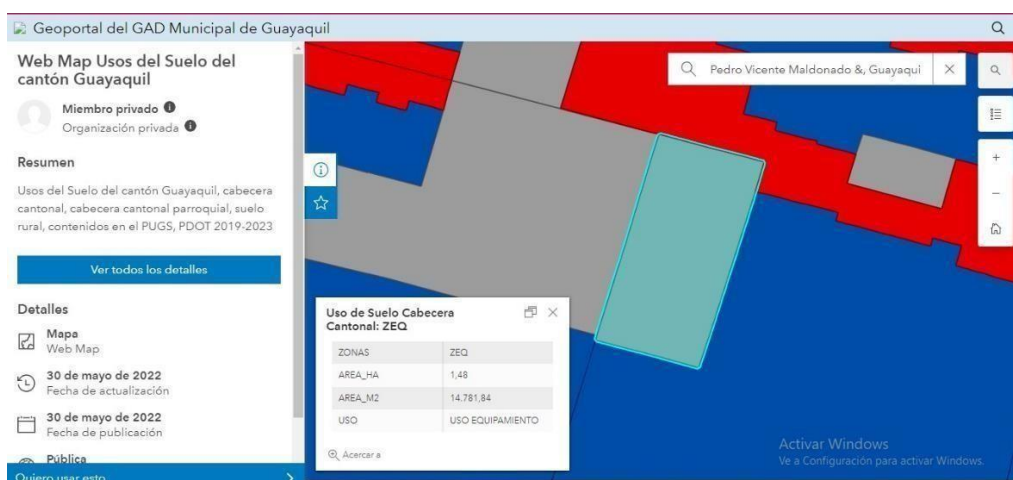 Geoportal del GAD Municipal de Guayaquil
Web Map Usos del Suelo del
cantón Guayaquil
Miembro privado
Organización privada
Resumen
Usos del Suelo del cantón Guayaquil, cabecera
cantonal, cabecera cantonal parroquial, suelo
rural, contenidos en el PUGS, PDOT 2019-2023
Ver todos los detalles
Detalles
Mapa
Web Map
30 de mayo de 2022
Fecha de actualización
30 de mayo de 2022
Fecha de publicación
Pública
Quiero usar esto
Pedro Vicente Maldonado &, Guayaqui
Uso de Suelo Cabecera
Cantonal: ZEQ
ZONAS ZEQ
AREA_HA 1,48
AREA_M2 14.781,84
USO USO EQUIPAMIENTO
Acercar a
Activar Windows
Ve a Configuración para activar Windows.